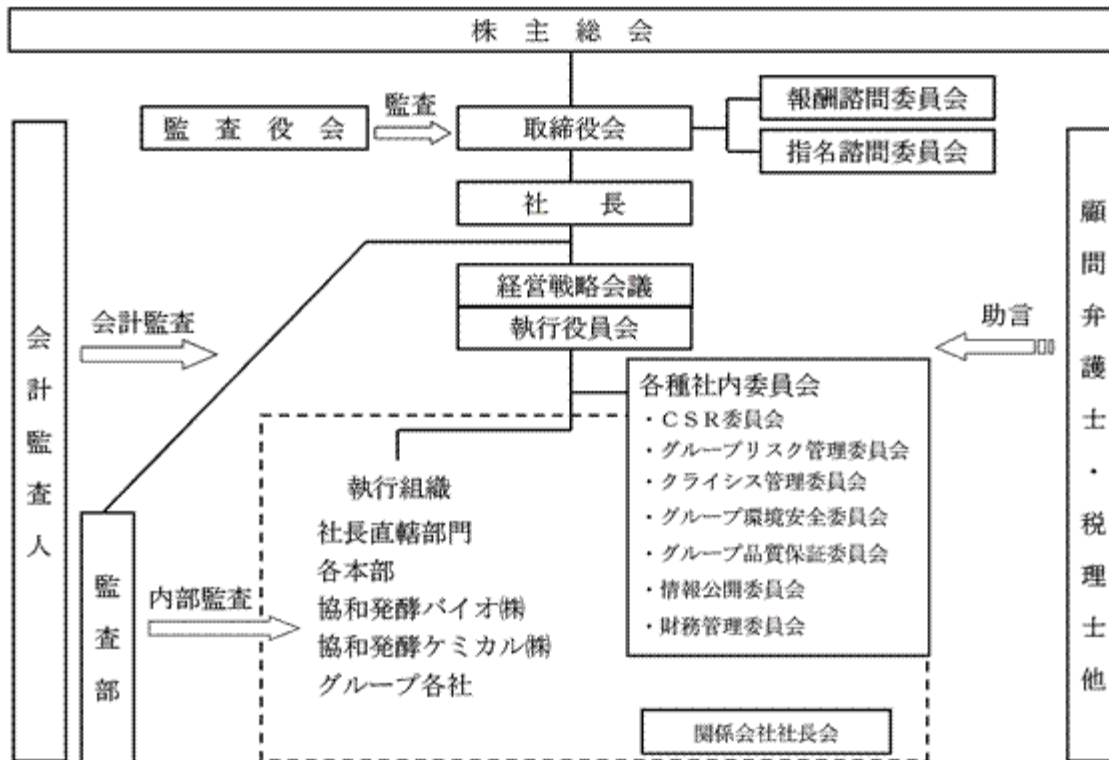 株主総会
監査
報酬諮問委員会
監査役会
取締役会
指名諮問委員会
社長
経営戦略会議
執行役員会
会計監査人
会計監査
助言
顧問弁護士・税理士他
各種社内委員会
・CSR委員会
・グループリスク管理委員会
・クライシス管理委員会
・グループ環境安全委員会
・グループ品質保証委員会
・情報公開委員会
・財務管理委員会
執行組織
社長直轄部門
各本部
協和発酵バイオ㈱
協和発酵ケミカル㈱
グループ各社
監査部
内部監査
関係会社社長会